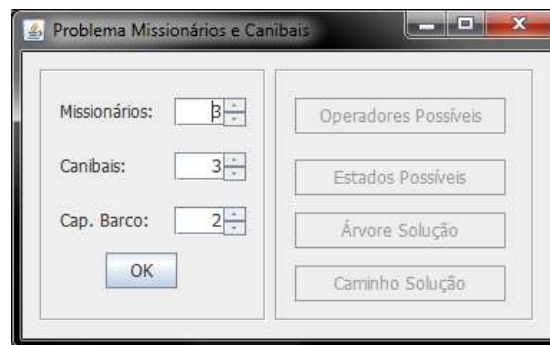 Problema Missionários e Canibais
Missionários: 3
Canibais: 3
Cap. Barco: 2
OK
Operadores Possíveis
Estados Possíveis
Árvore Solução
Caminho Solução